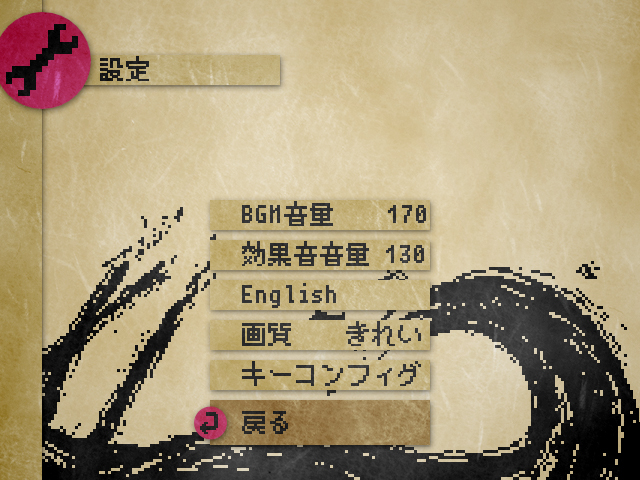 設定
BGM音量 170
効果音音量 130
English
画質 きれい
キーコンフィグ
戻る